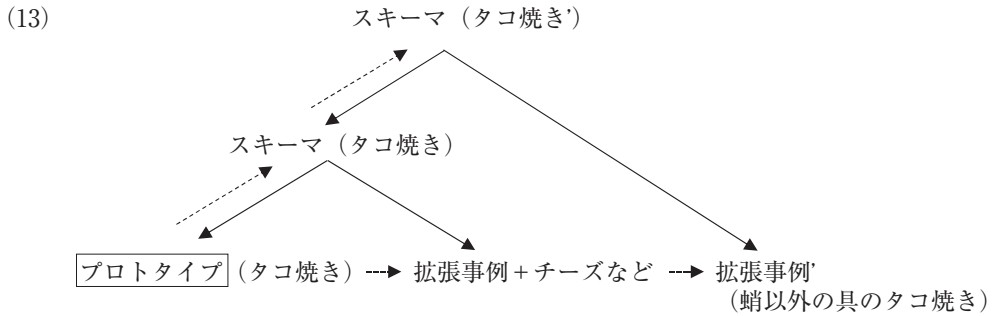 (13)
スキーマ（タコ焼き’）
スキーマ（タコ焼き）
プロトタイプ（タコ焼き） 拡張事例＋チーズなど 拡張事例’
（蛸以外の具のタコ焼き）